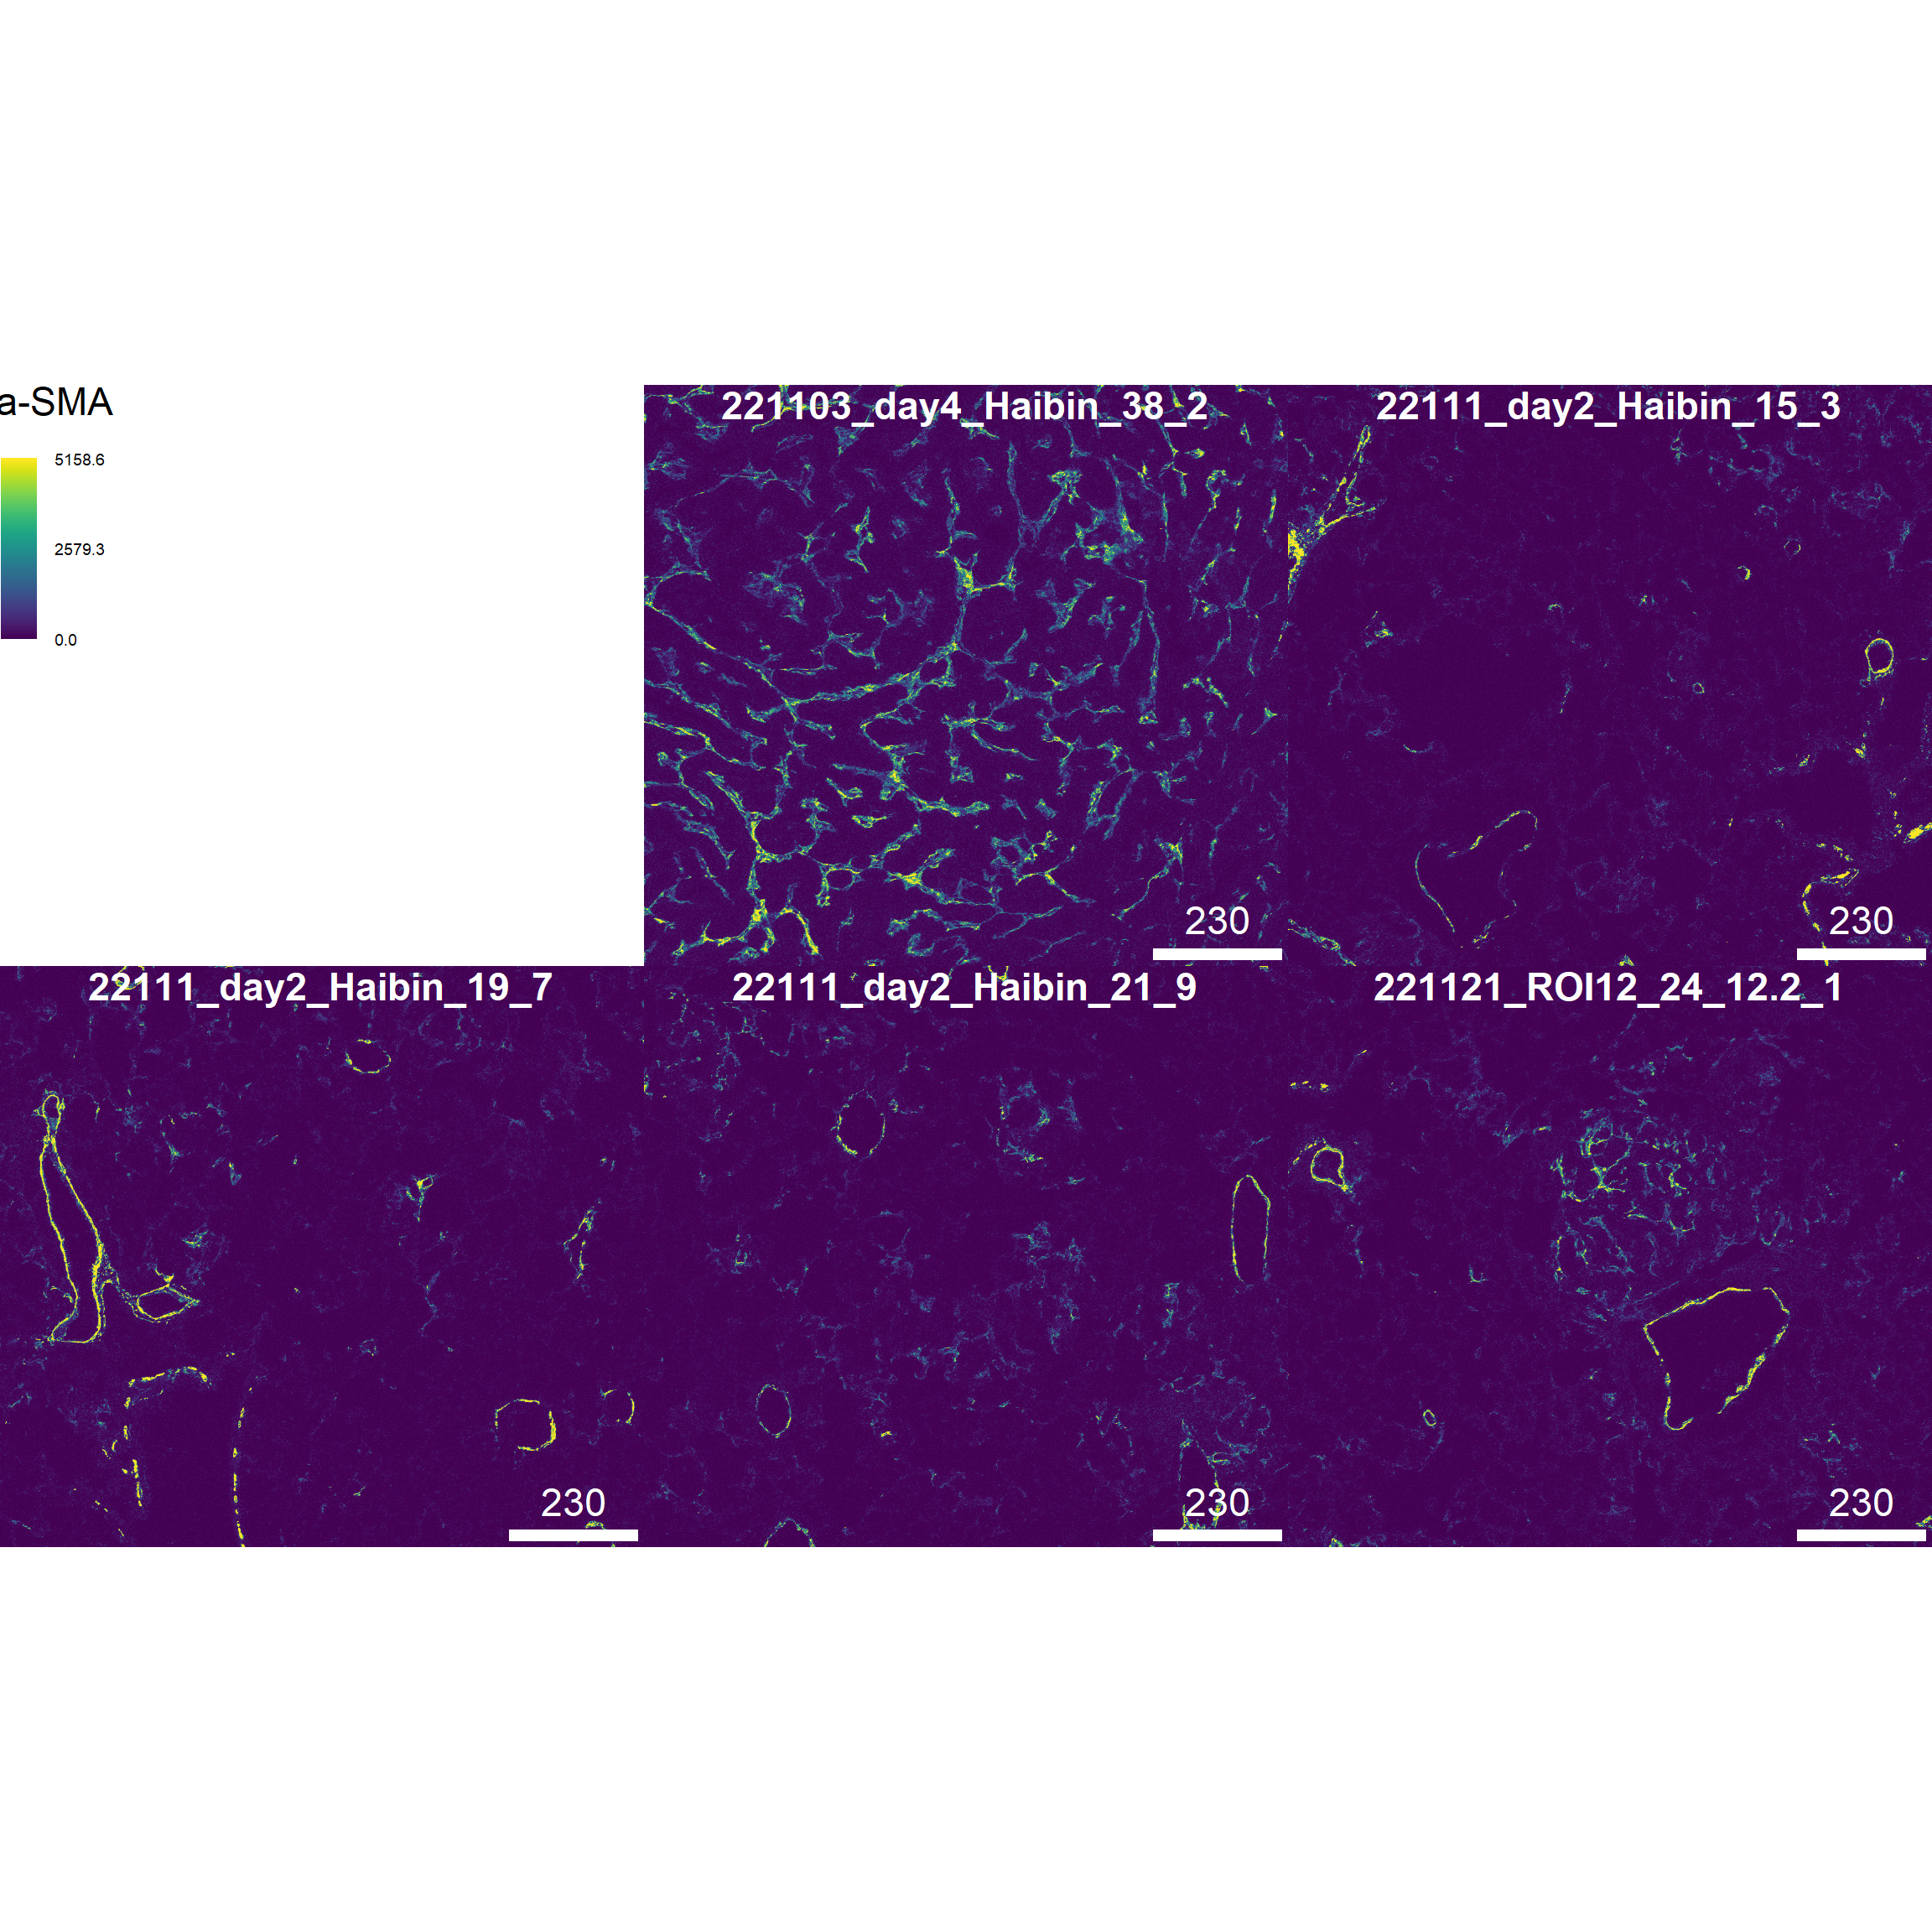 a-SMA
5158.6
2579.3
0.0
221103_day4_Haibin_38_2
230
22111_day2_Haibin_15_3
230
22111_day2_Haibin_19_7
230
22111_day2_Haibin_21_9
230
221121_ROI12_24_12.2_1
230